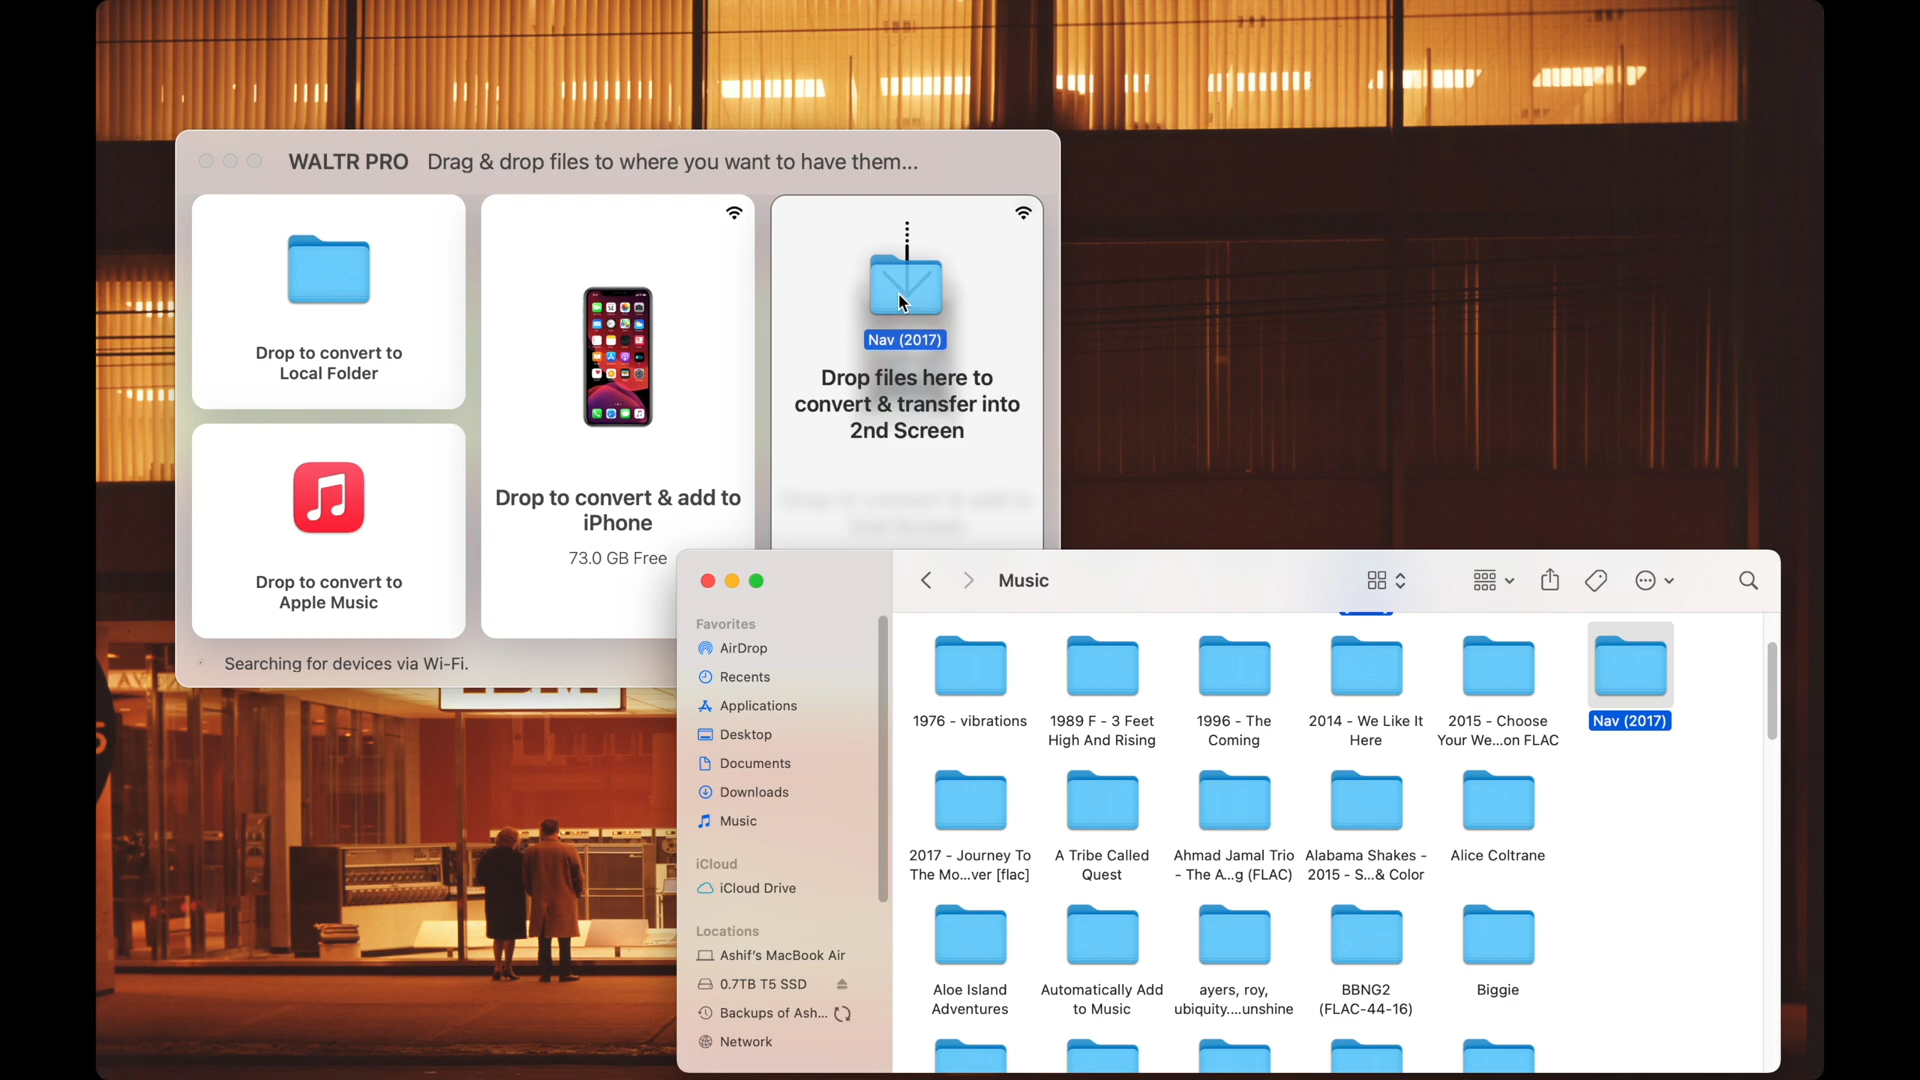 WALTR PRO Drag & drop files to where you want to have them...
Drop to convert to
Local Folder
Drop to convert to
Apple Music
Drop to convert & add to
iPhone
73.0 GB Free
Nav (2017)
Drop files here to
convert & transfer into
2nd Screen
Searching for devices via Wi-Fi.
Music
Favorites
AirDrop
Recents
Applications
Desktop
Documents
Downloads
Music
iCloud
iCloud Drive
Locations
Ashif's MacBook Air
0.7TB T5 SSD
Backups of Ash...
Network
1976 - vibrations
1989 F - 3 Feet
High And Rising
1996 - The
Coming
2014 - We Like It
Here
2015 - Choose
Your We...on FLAC
Nav (2017)
2017 - Journey To
The Mo...ver [flac]
A Tribe Called
Quest
Ahmad Jamal Trio
- The A...g (FLAC)
Alabama Shakes -
2015 - S...& Color
Alice Coltrane
Aloe Island
Adventures
Automatically Add
to Music
ayers, roy,
ubiquity....unshine
BBNG2
(FLAC-44-16)
Biggie